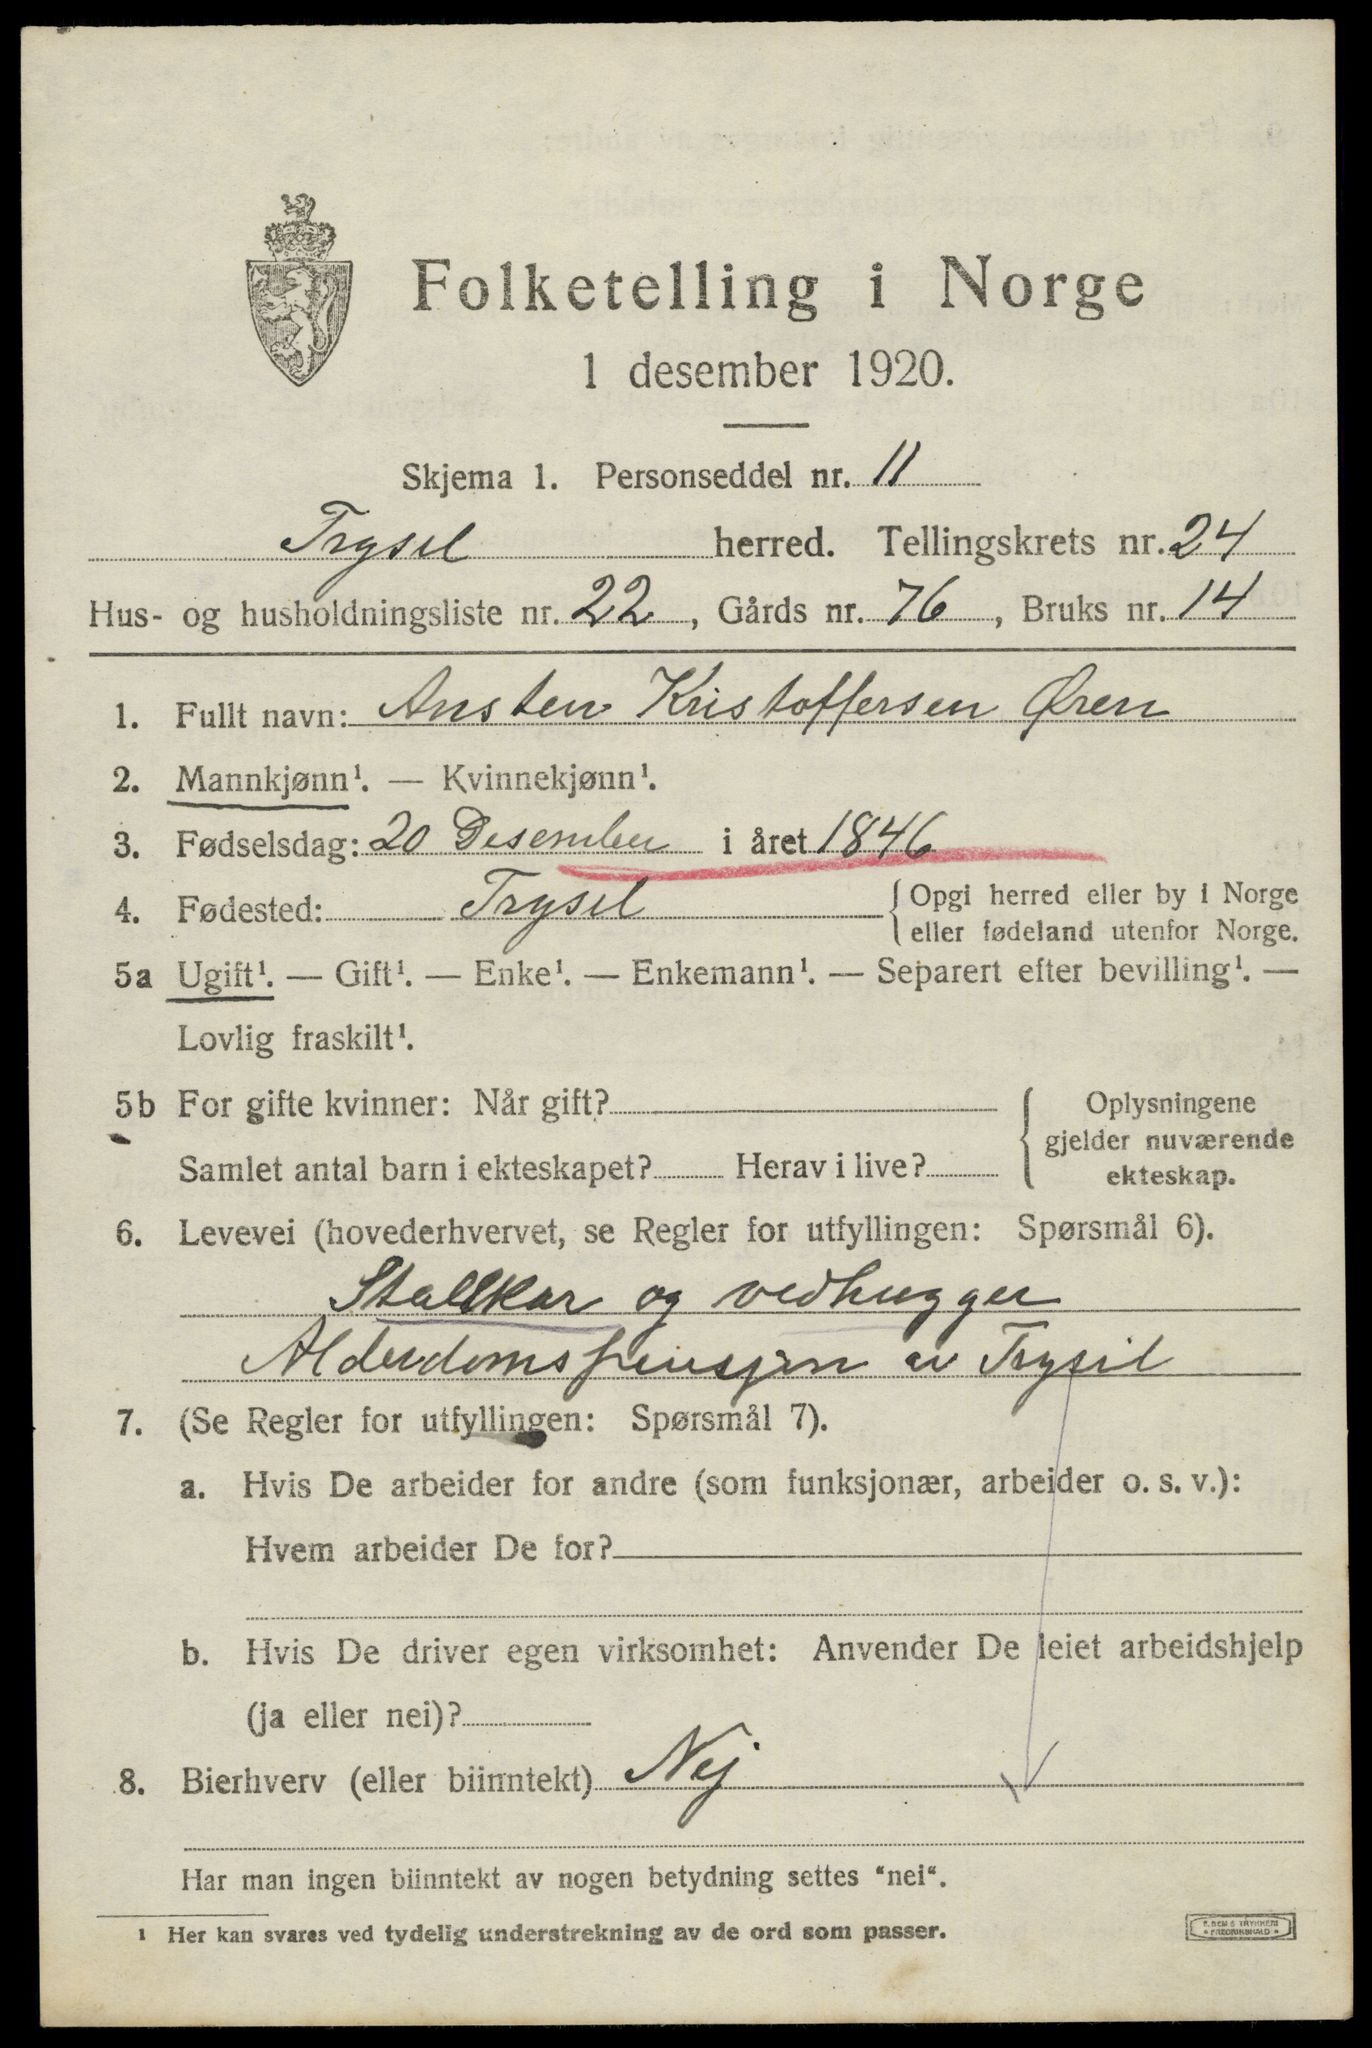 Folketelling i Norge
1 desember 1920.
Skjema 1. Personseddel nr. 11
Trysil herred. Tellingskrets nr. 24
Hus- og husholdningsliste nr. 22, Gårds nr. 76, Bruks nr. 14
1. Fullt navn: Ansten Kristoffersen Øren
2. Mannkjønn¹. — Kvinnekjønn¹.
3. Fødselsdag: 20 Desember i året 1846
4. Fødested: Trysil {Opgi herred eller by i Norge
eller fødeland utenfor Norge.
5a Ugift¹. — Gift¹. — Enke¹. — Enkemann¹. — Separert efter bevilling¹. —
Lovlig fraskilt¹.
5b For gifte kvinner: Når gift?
Samlet antal barn i ekteskapet? Herav i live?
Oplysningene
gjelder nuværende
ekteskap.
6. Levevei (hovederhvervet, se Regler for utfyllingen: Spørsmål 6).
Stallkar og vedhugger
Alderdomspensjon av Trysil
7. (Se Regler for utfyllingen: Spørsmål 7).
a. Hvis De arbeider for andre (som funksjonær, arbeider o. s. v.):
Hvem arbeider De for?
b. Hvis De driver egen virksomhet: Anvender De leiet arbeidshjelp
(ja eller nei)?
8. Bierhverv (eller biinntekt) Nej
Har man ingen biinntekt av nogen betydning settes "nei".
¹ Her kan svares ved tydelig understrekning av de ord som passer.